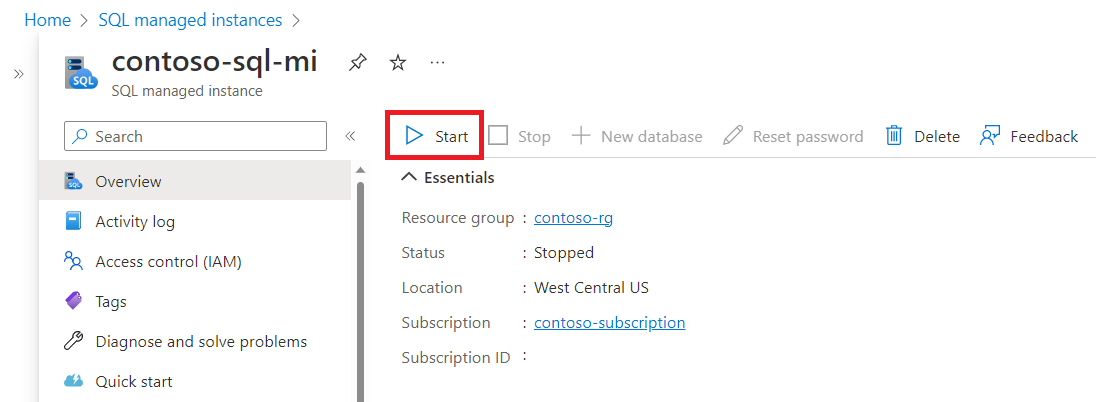 Home > SQL managed instances >
contoso-sql-mi
SQL managed instance
Search
Start Stop New database Reset password Delete Feedback
Essentials
Overview
Activity log
Access control (IAM)
Tags
Diagnose and solve problems
Quick start
Resource group : contoso-rg
Status : Stopped
Location : West Central US
Subscription : contoso-subscription
Subscription ID :
SQL